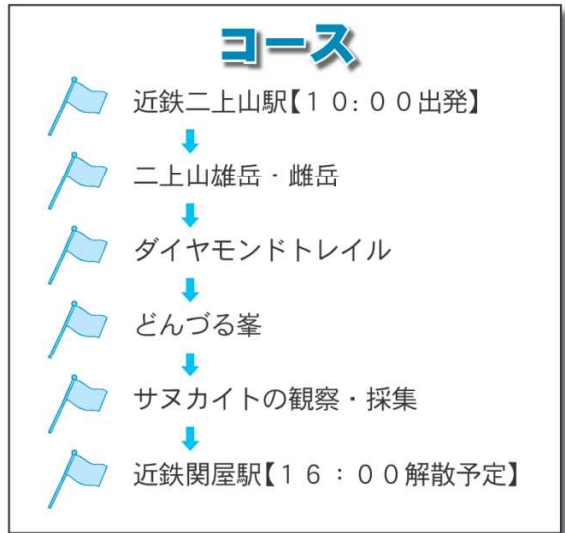 コース
近鉄二上山駅【１０：００出発】
二上山雄岳‐雌岳
ダイヤモンドトレイル
どんづる峯
サヌカイトの観察・採集
近鉄関屋駅【１６：００解散予定】